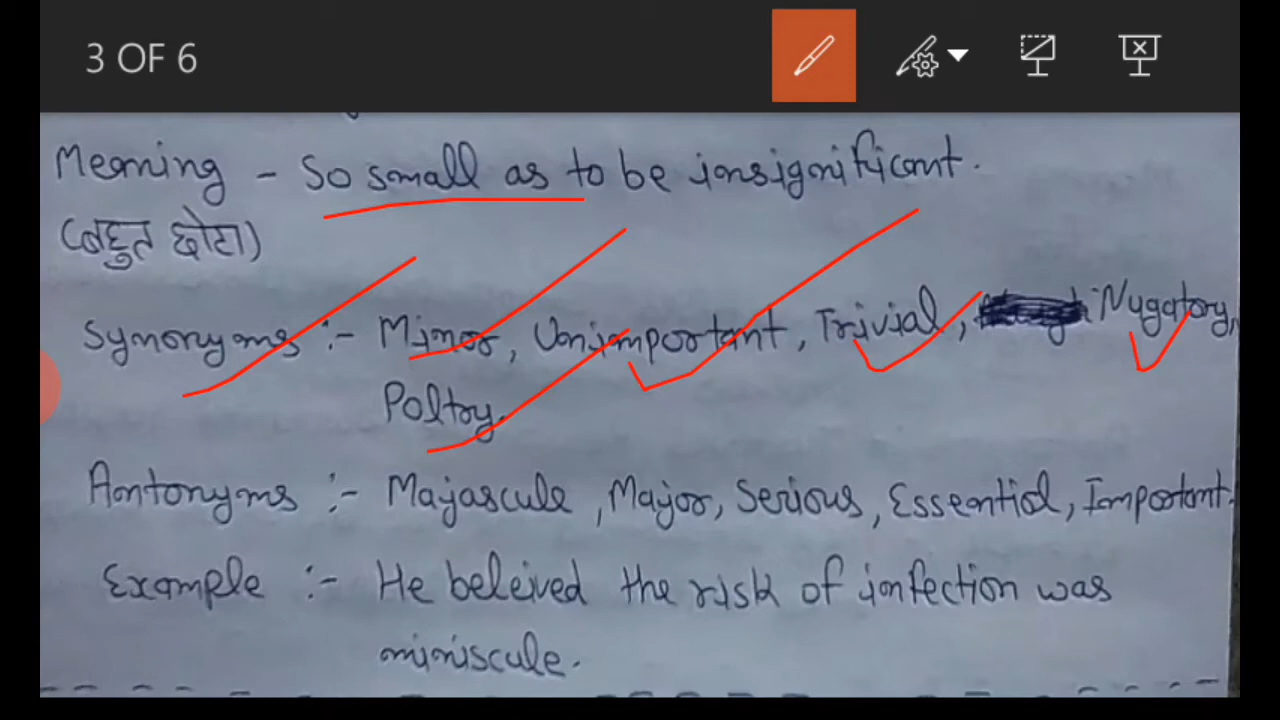 3 OF 6
Meaning - So small as to be insignificant.
(बहुत छोटा)
Synonyms :- Minor, Unimportant, Trivial, Nugatory,
Paltry.
Antonyms :- Majascule, Major, Serious, Essential, Important.
Example :- He beleived the risk of infection was
miniscule.